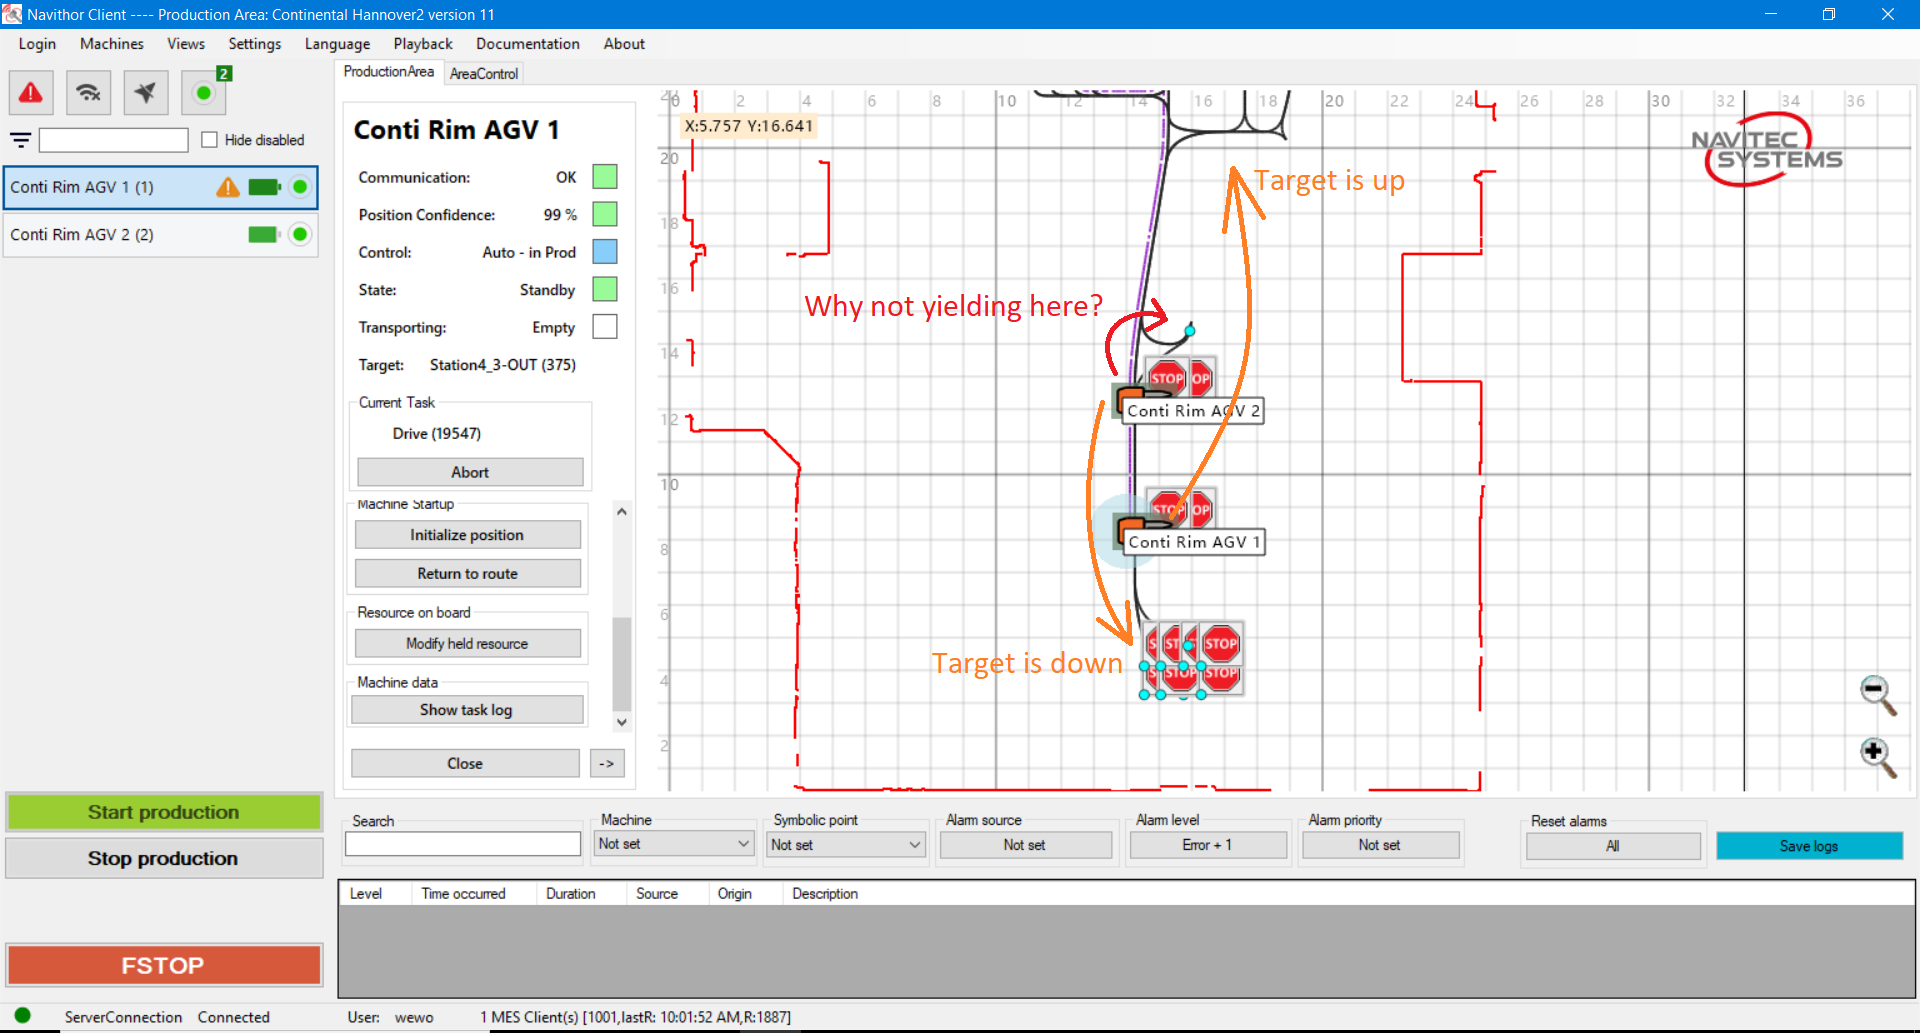 Navithor Client ---- Production Area: Continental Hannover2 version 11
Login Machines Views Settings Language Playback Documentation About
2
Hide disabled
Conti Rim AGV 1 (1)
Conti Rim AGV 2 (2)
Start production
Stop production
FSTOP
ProductionArea AreaControl
Conti Rim AGV 1
Communication: OK
Position Confidence: 99 %
Control: Auto - in Prod
State: Standby
Transporting: Empty
Target: Station4_3-OUT (375)
Current Task
Drive (19547)
Abort
Machine Startup
Initialize position
Return to route
Resource on board
Modify held resource
Machine data
Show task log
Close ->
0 2 4 6 8 10 12 14 16 18 20 22 24 26 28 30 32 34 36
X:5.757 Y:16.641
NAVITEC
SYSTEMS
20
18
16
14
12
10
8
6
4
2
Target is up
Why not yielding here?
STOP OP
Conti Rim AGV 2
STOP OP
Conti Rim AGV 1
Target is down
S ST STOP
S STOP STOP
Search Machine Symbolic point Alarm source Alarm level Alarm priority Reset alarms
Not set Not set Not set Error + 1 Not set All Save logs
Level Time occurred Duration Source Origin Description
ServerConnection Connected User: wewo 1 MES Client(s) [1001,lastR: 10:01:52 AM,R:1887]